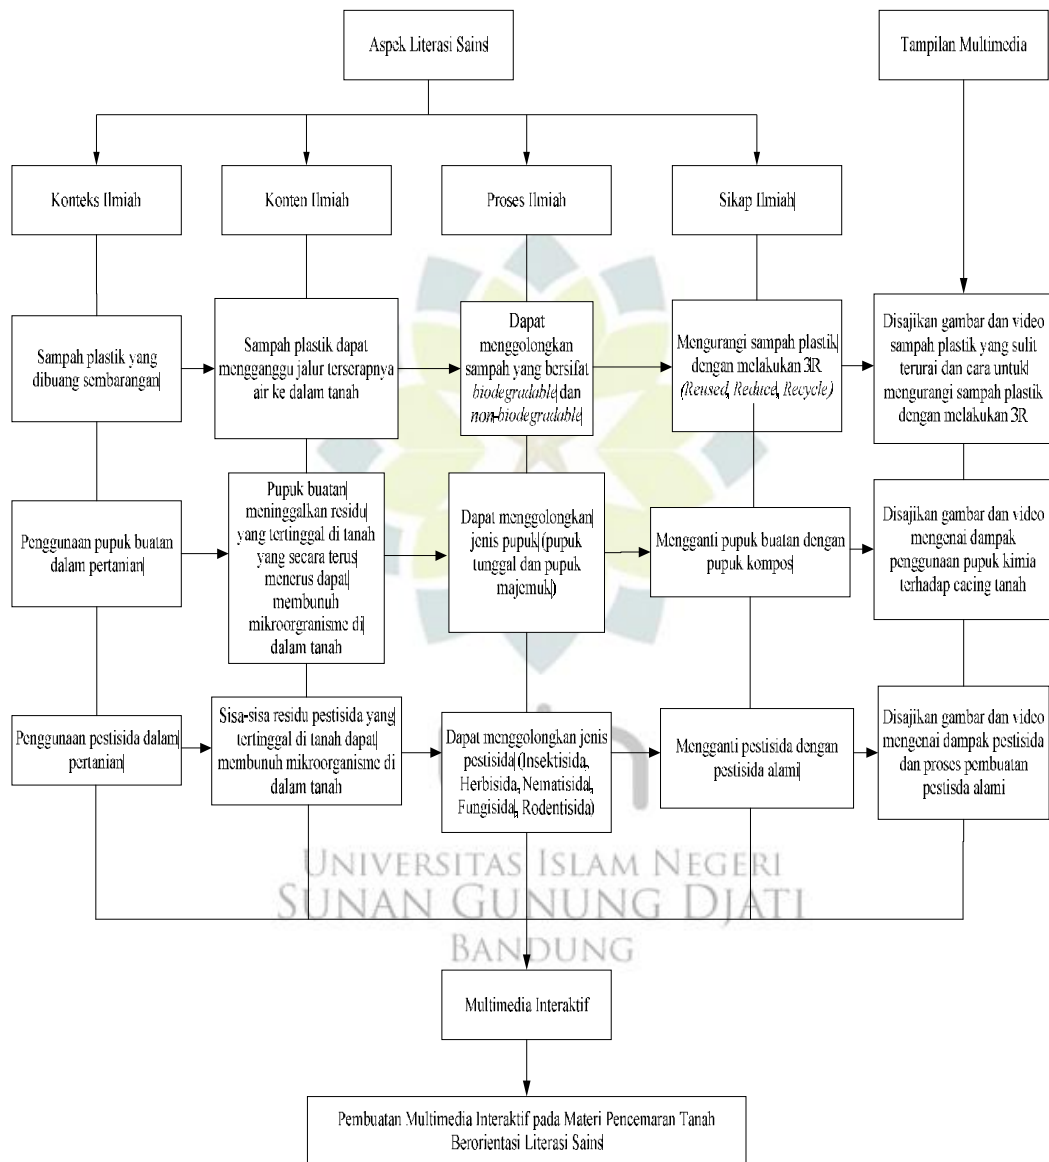 Aspek Literasi Sains
Tampilan Multimedia
Konteks Ilmiah
Konten Ilmiah
Proses Ilmiah
Sikap Ilmiah
Sampah plastik yang
dibuang sembarangan
Sampah plastik dapat
mengganggu jalur terserapnya
air ke dalam tanah
Dapat
menggolongkan
sampah yang bersifat
biodegradable dan
non-biodegradable
Mengurangi sampah plastik
dengan melakukan 3R
(Reused, Reduce, Recycle)
Disajikan gambar dan video
sampah plastik yang sulit
terurai dan cara untuk
mengurangi sampah plastik
dengan melakukan 3R
Penggunaan pupuk buatan
dalam pertanian
Pupuk buatan
meninggalkan residu
yang tertinggal di tanah
yang secara terus
menerus dapat
membunuh
mikroorgranisme di
dalam tanah
Dapat menggolongkan
jenis pupuk (pupuk
tunggal dan pupuk
majemuk)
Mengganti pupuk buatan dengan
pupuk kompos
Disajikan gambar dan video
mengenai dampak
penggunaan pupuk kimia
terhadap cacing tanah
Penggunaan pestisida dalam
pertanian
Sisa-sisa residu pestisida yang
tertinggal di tanah dapat
membunuh mikroorganisme di
dalam tanah
Dapat menggolongkan jenis
pestisida (Insektisida,
Herbisida, Nematisida,
Fungisida, Rodentisida)
Mengganti pestisida dengan
pestisida alami
Disajikan gambar dan video
mengenai dampak pestisida
dan proses pembuatan
pestisda alami
UNIVERSITAS ISLAM NEGERI
SUNAN GUNUNG DJATI
BANDUNG
Multimedia Interaktif
Pembuatan Multimedia Interaktif pada Materi Pencemaran Tanah
Berorientasi Literasi Sains